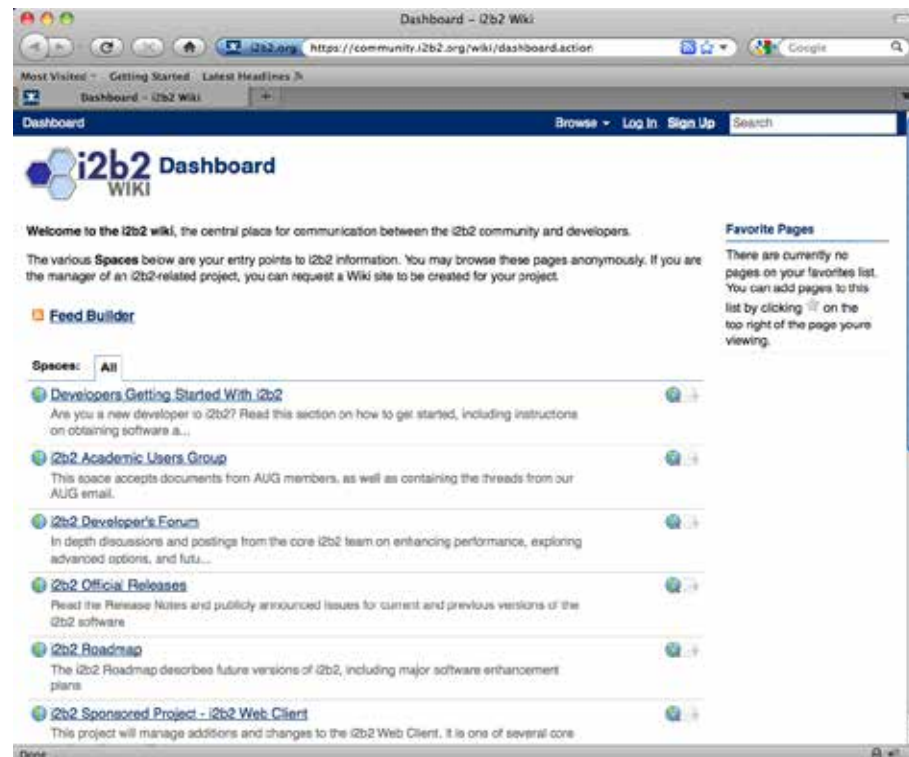 Dashboard – i2b2 Wiki
i2b2.org https://community.i2b2.org/wiki/dashboard.action
Google
Most Visited Getting Started Latest Headlines
Dashboard – i2b2 Wiki +
Dashboard Browse Log In Sign Up Search
i2b2 WIKI Dashboard
Welcome to the i2b2 wiki, the central place for communication between the i2b2 community and developers.
The various Spaces below are your entry points to i2b2 information. You may browse these pages anonymously. If you are
the manager of an i2b2-related project, you can request a Wiki site to be created for your project.
Feed Builder
Spaces: All
Developers Getting Started With i2b2
Are you a new developer to i2b2? Read this section on how to get started, including instructions
on obtaining software a...
i2b2 Academic Users Group
This space accepts documents from AUG members, as well as containing the threads from our
AUG email.
i2b2 Developer's Forum
In depth discussions and postings from the core i2b2 team on enhancing performance, exploring
advanced options, and futu...
i2b2 Official Releases
Read the Release Notes and publicly announced issues for current and previous versions of the
i2b2 software
i2b2 Roadmap
The i2b2 Roadmap describes future versions of i2b2, including major software enhancement
plans
i2b2 Sponsored Project - i2b2 Web Client
This project will manage additions and changes to the i2b2 Web Client. It is one of several core
Favorite Pages
There are currently no
pages on your favorites list.
You can add pages to this
list by clicking on the
top right of the page youre
viewing.
Done